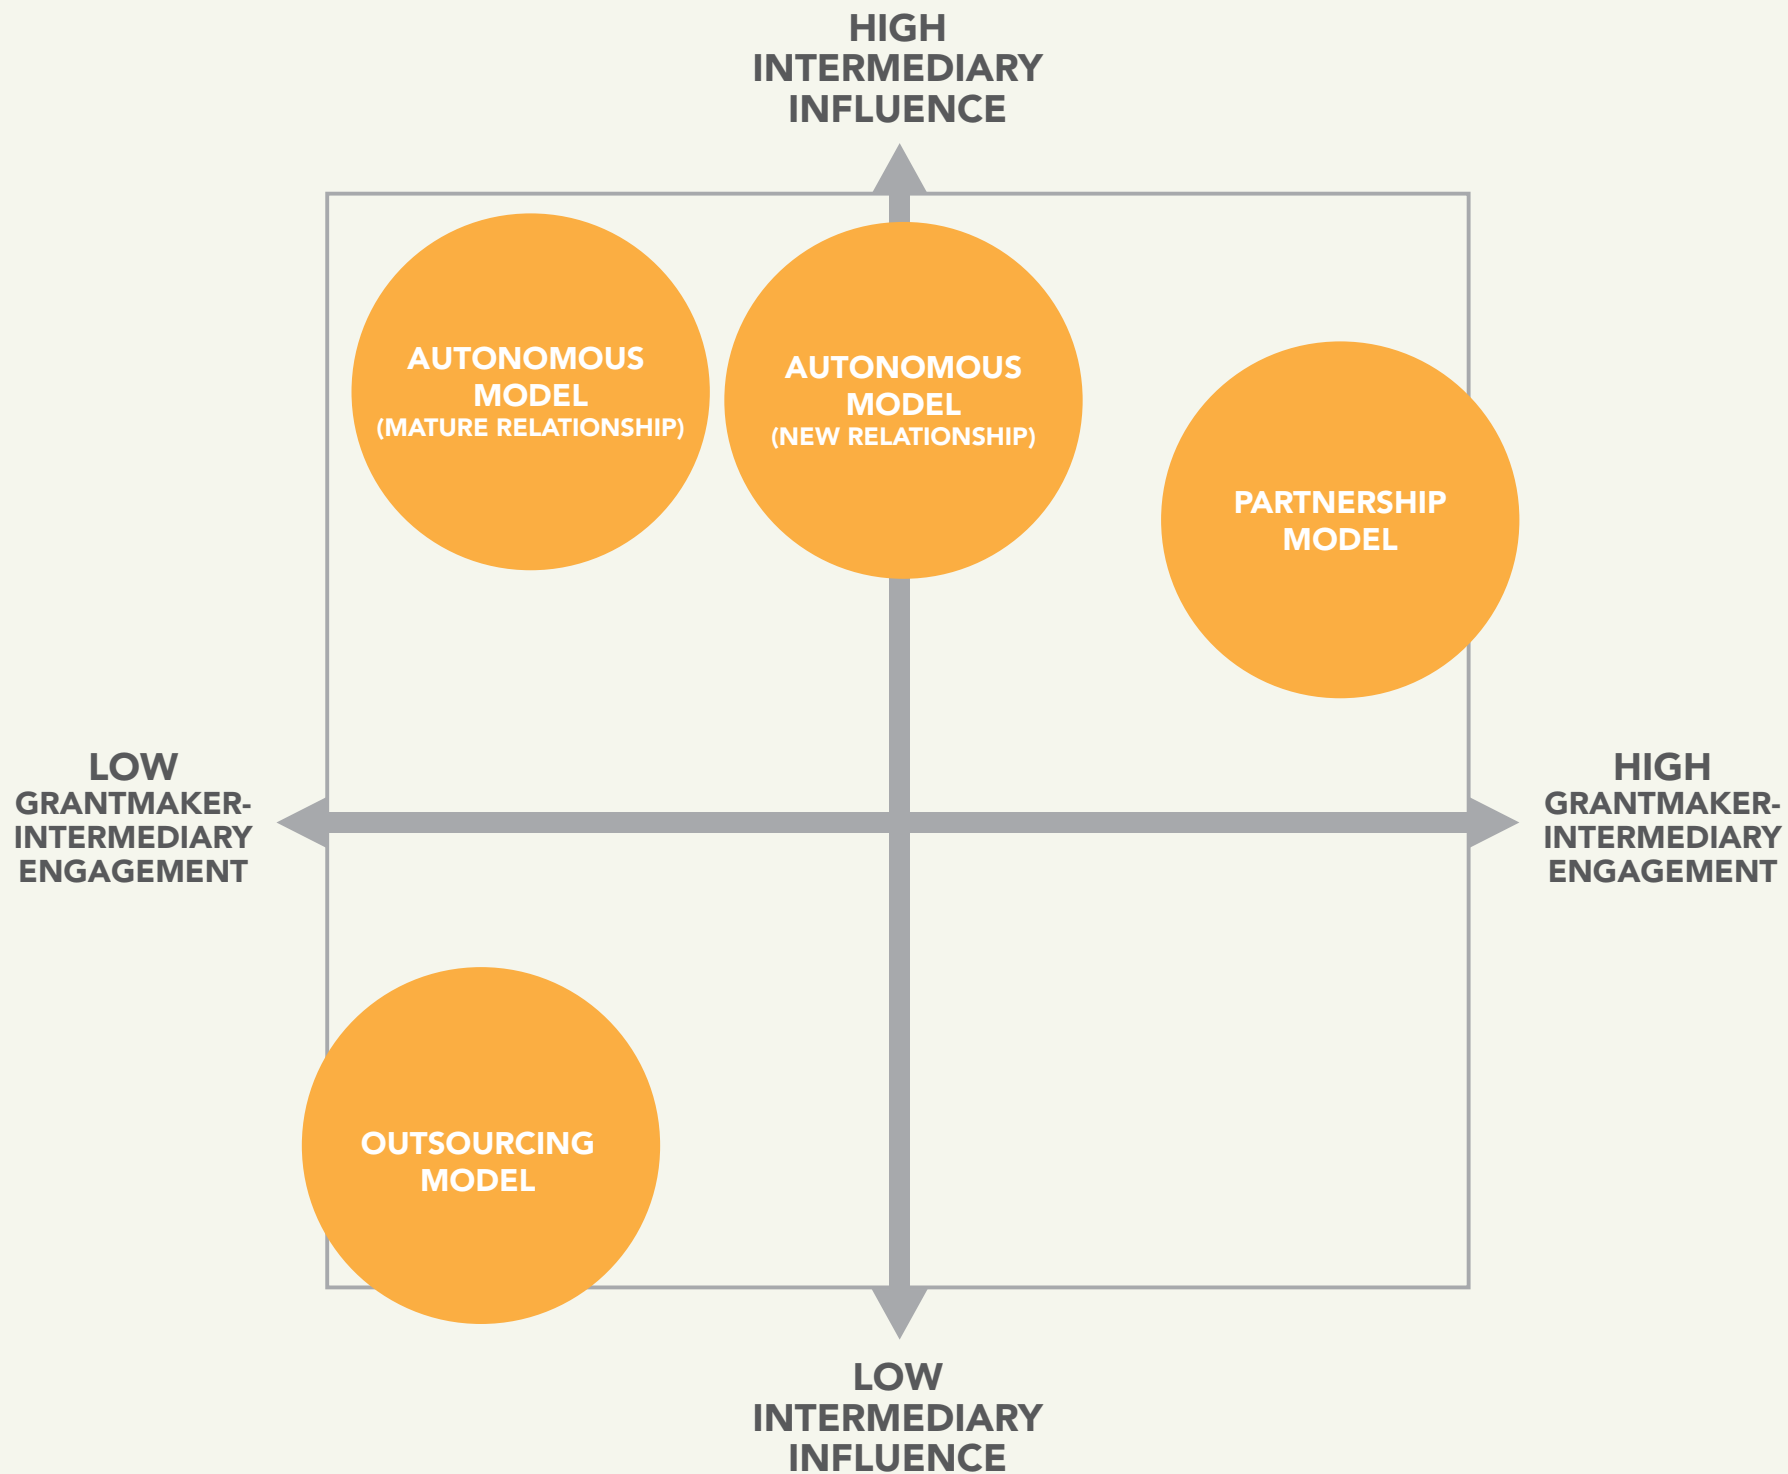 HIGH
INTERMEDIARY
INFLUENCE
AUTONOMOUS
MODEL
(MATURE RELATIONSHIP)
AUTONOMOUS
MODEL
(NEW RELATIONSHIP)
PARTNERSHIP
MODEL
LOW
GRANTMAKER-
INTERMEDIARY
ENGAGEMENT
HIGH
GRANTMAKER-
INTERMEDIARY
ENGAGEMENT
OUTSOURCING
MODEL
LOW
INTERMEDIARY
INFLUENCE